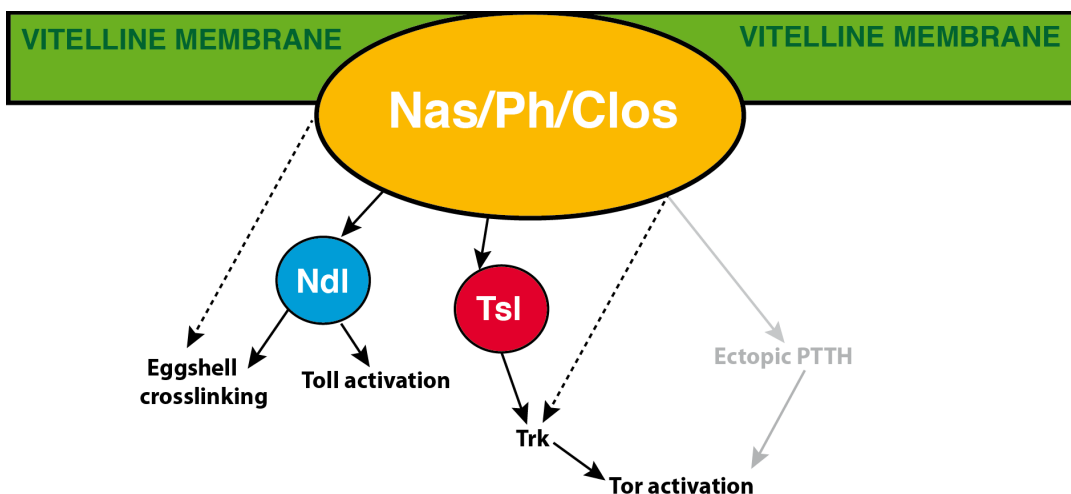 VITELLINE MEMBRANE
VITELLINE MEMBRANE
Nas/Ph/Clos
Ndl
Tsl
Eggshell
crosslinking
Toll activation
Ectopic PTTH
Trk
Tor activation